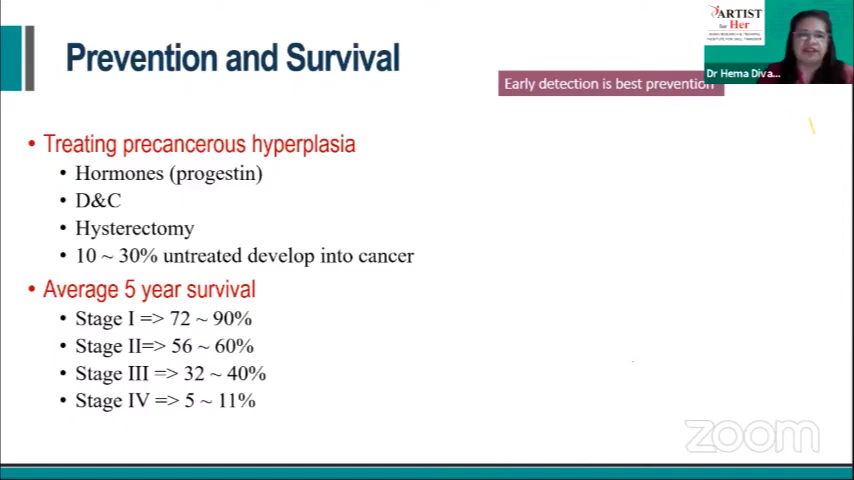 Prevention and Survival
ARTIST
for Her
Dr Hema Diva...
Early detection is best prevention
• Treating precancerous hyperplasia
• Hormones (progestin)
• D&C
• Hysterectomy
• 10 ~ 30% untreated develop into cancer
• Average 5 year survival
• Stage I => 72 ~ 90%
• Stage II=> 56 ~ 60%
• Stage III => 32 ~ 40%
• Stage IV => 5 ~ 11%
zoom